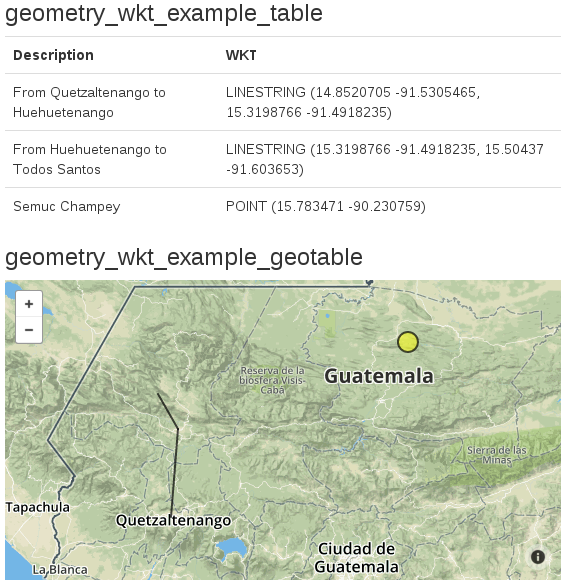 geometry_wkt_example_table
Description WKT
From Quetzaltenango to Huehuetenango LINESTRING (14.8520705 -91.5305465, 15.3198766 -91.4918235)
From Huehuetenango to Todos Santos LINESTRING (15.3198766 -91.4918235, 15.50437 -91.603653)
Semuc Champey POINT (15.783471 -90.230759)
geometry_wkt_example_geotable
+
−
Reserva de la
biosfera Visis-
Cabá
Guatemala
Sierra de las
Minas
Tapachula
Quetzaltenango
Ciudad de
Guatemala
La Blanca
i